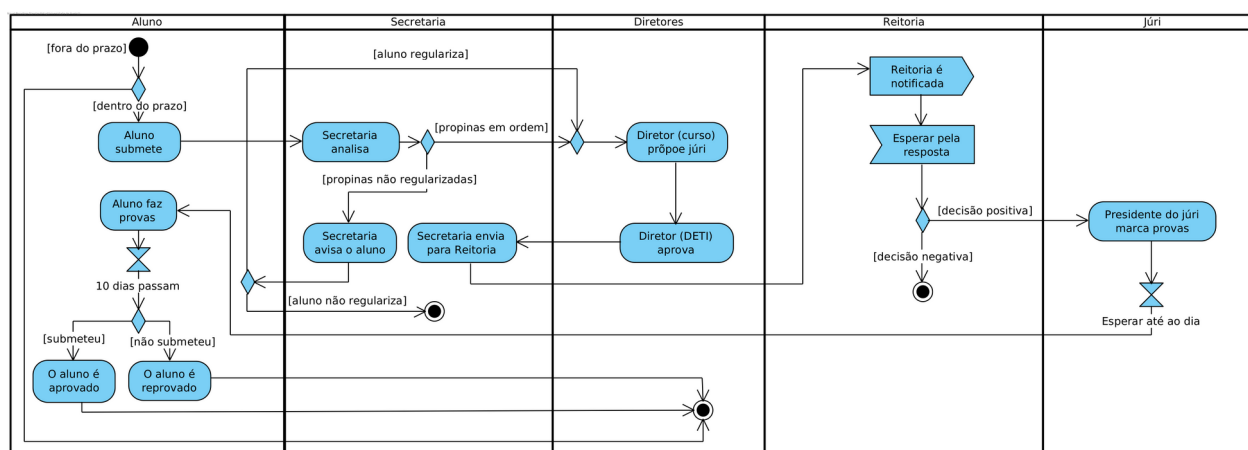 Aluno
Secretaria
Diretores
Reitoria
Júri
[fora do prazo]
[dentro do prazo]
Aluno
submete
Secretaria
analisa
[propinas em ordem]
[aluno regulariza]
Diretor (curso)
prõpoe júri
Reitoria é
notificada
Esperar pela
resposta
[propinas não regularizadas]
Aluno faz
provas
Secretaria
avisa o aluno
Secretaria envia
para Reitoria
Diretor (DETI)
aprova
[decisão positiva]
Presidente do júri
marca provas
[decisão negativa]
10 dias passam
[aluno não regulariza]
Esperar até ao dia
[submeteu]
[não submeteu]
O aluno é
aprovado
O aluno é
reprovado